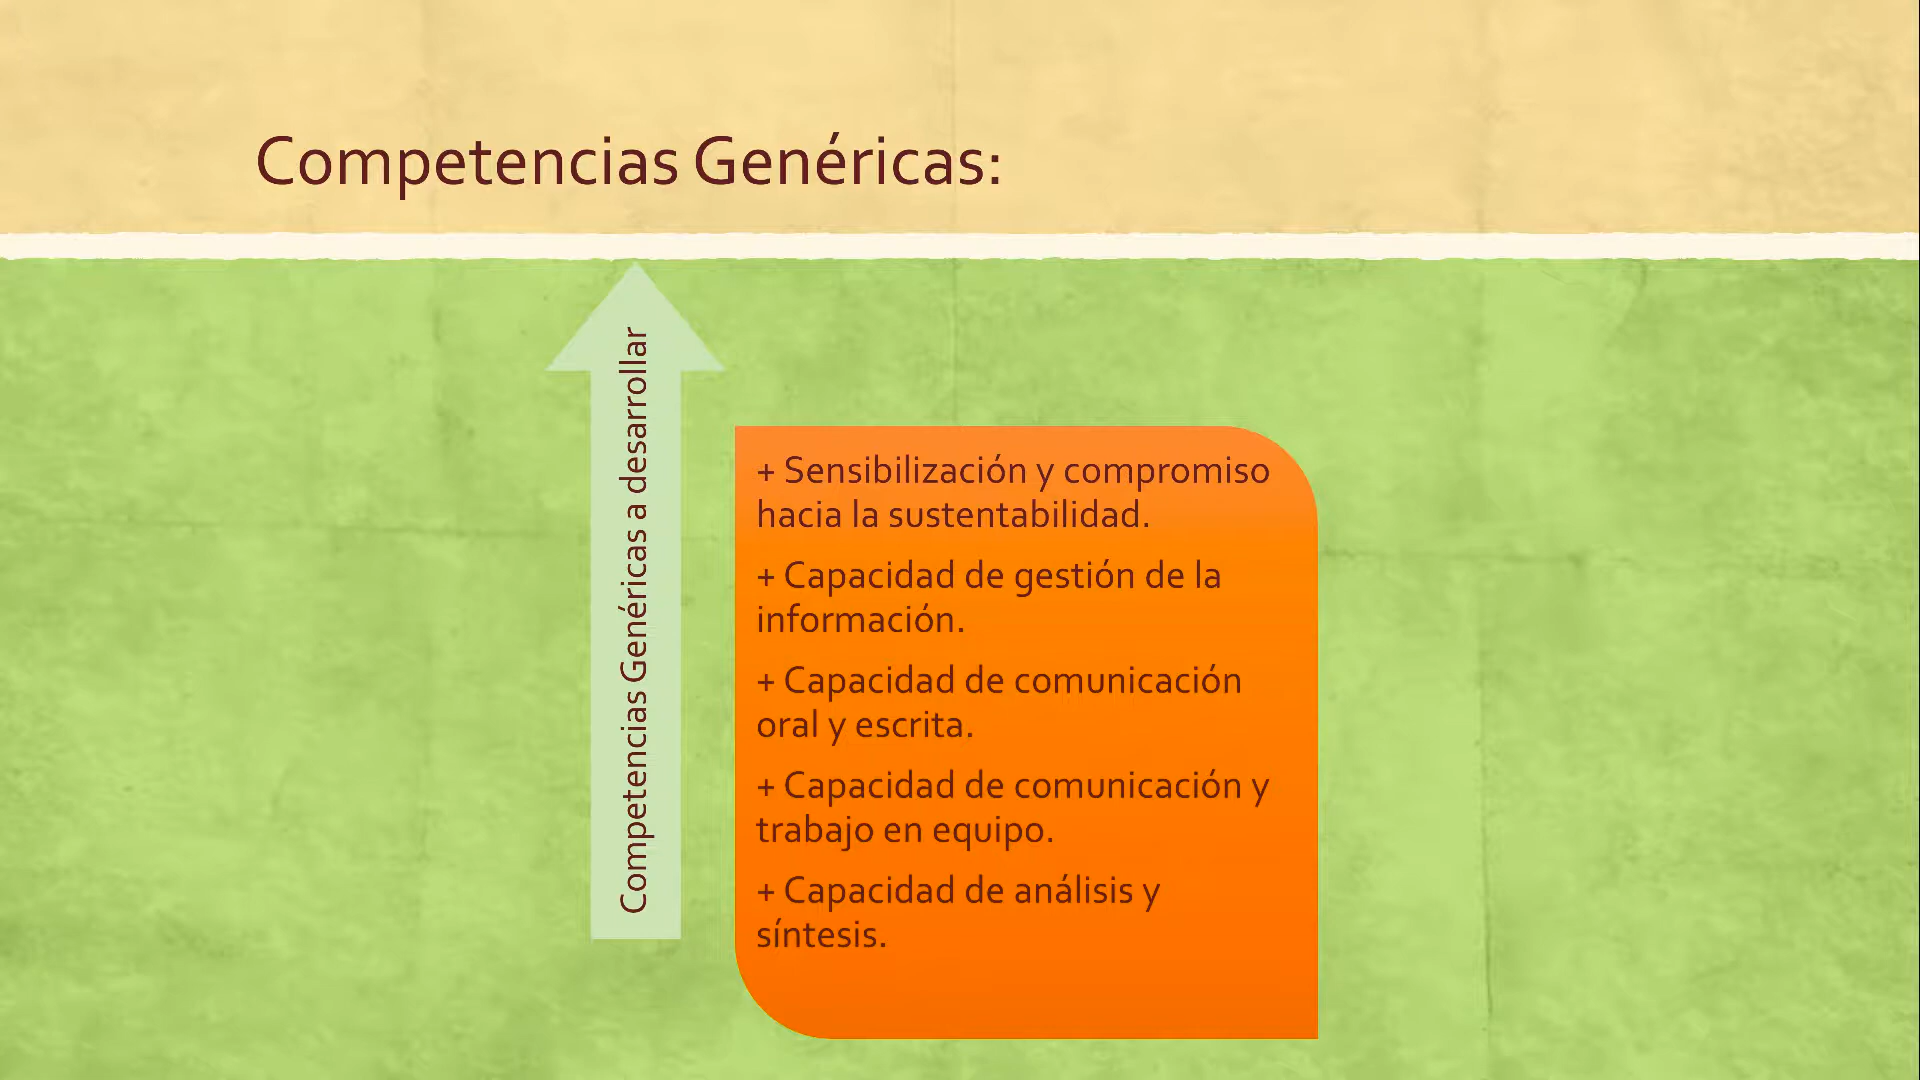 Competencias Genéricas:
Competencias Genéricas a desarrollar
+ Sensibilización y compromiso
hacia la sustentabilidad.
+ Capacidad de gestión de la
información.
+ Capacidad de comunicación
oral y escrita.
+ Capacidad de comunicación y
trabajo en equipo.
+ Capacidad de análisis y
síntesis.